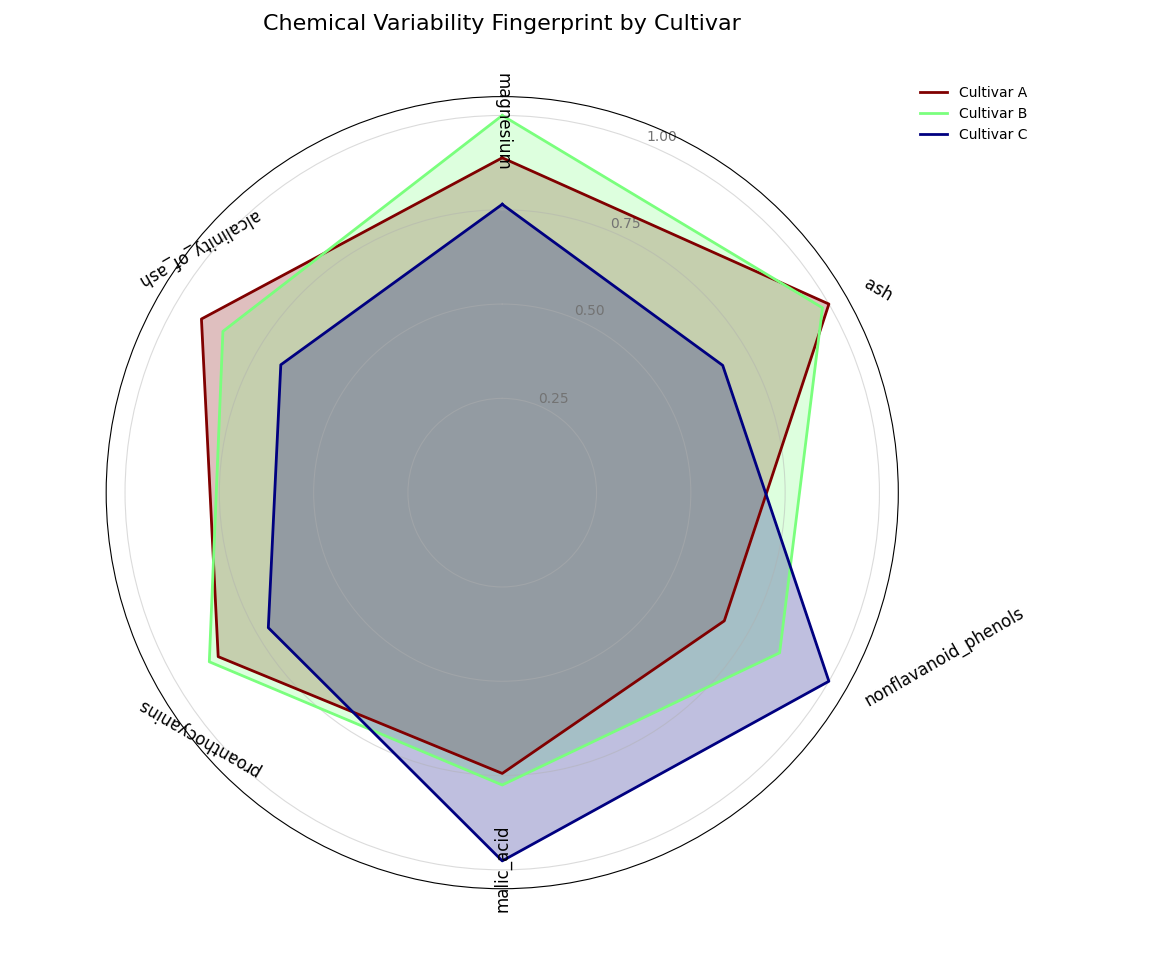 Chemical Variability Fingerprint by Cultivar
magnesium
Cultivar A
Cultivar B
Cultivar C
1.00
0.75
0.50
0.25
alcalinity_of_ash
ash
nonflavanoid_phenols
proanthocyanins
malic_acid